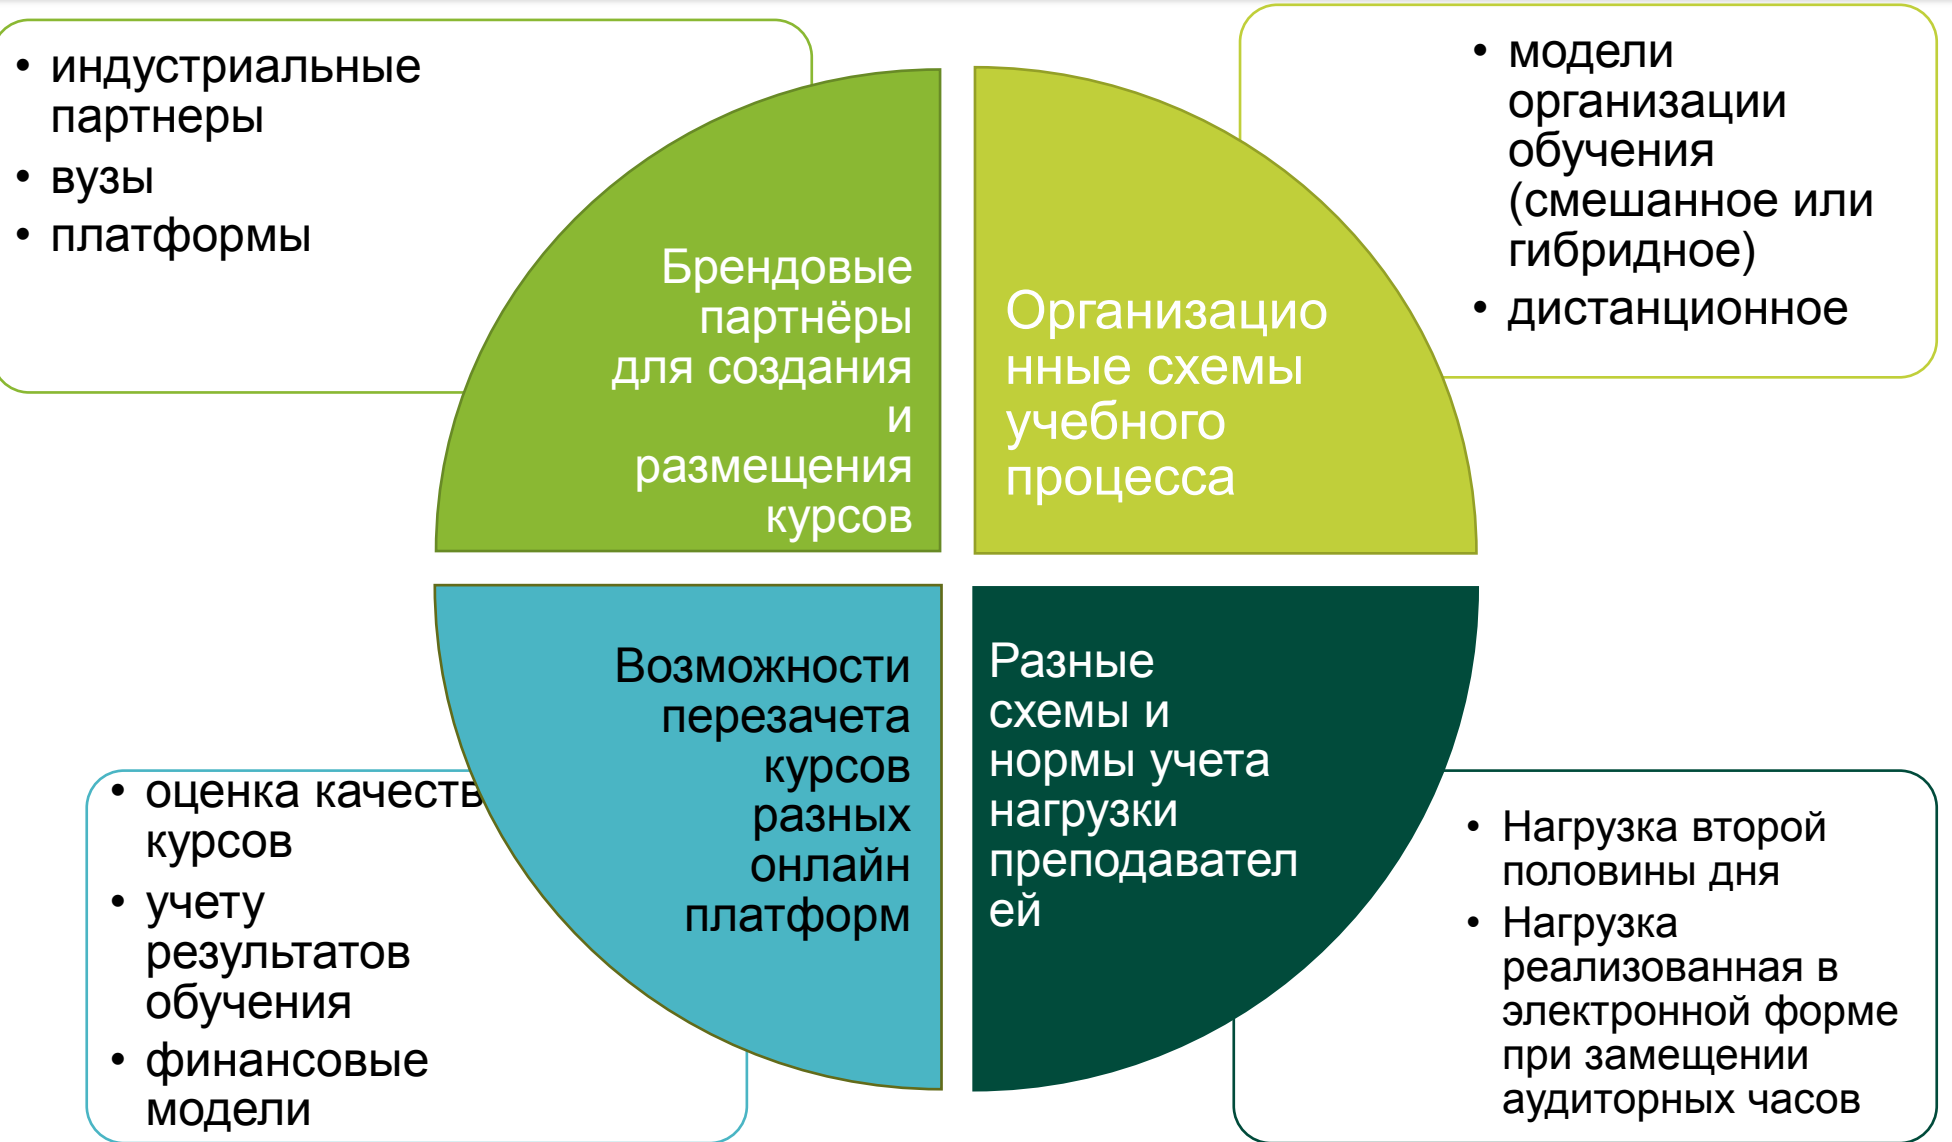 • индустриальные
партнеры
• вузы
• платформы
Брендовые
партнёры
для создания
и
размещения
курсов
• модели
организации
обучения
(смешанное или
гибридное)
• дистанционное
Организацио
нные схемы
учебного
процесса
Возможности
перезачета
курсов
разных
онлайн
платформ
• оценка качеств
курсов
• учету
результатов
обучения
• финансовые
модели
Разные
схемы и
нормы учета
нагрузки
преподавател
ей
• Нагрузка второй
половины дня
• Нагрузка
реализованная в
электронной форме
при замещении
аудиторных часов